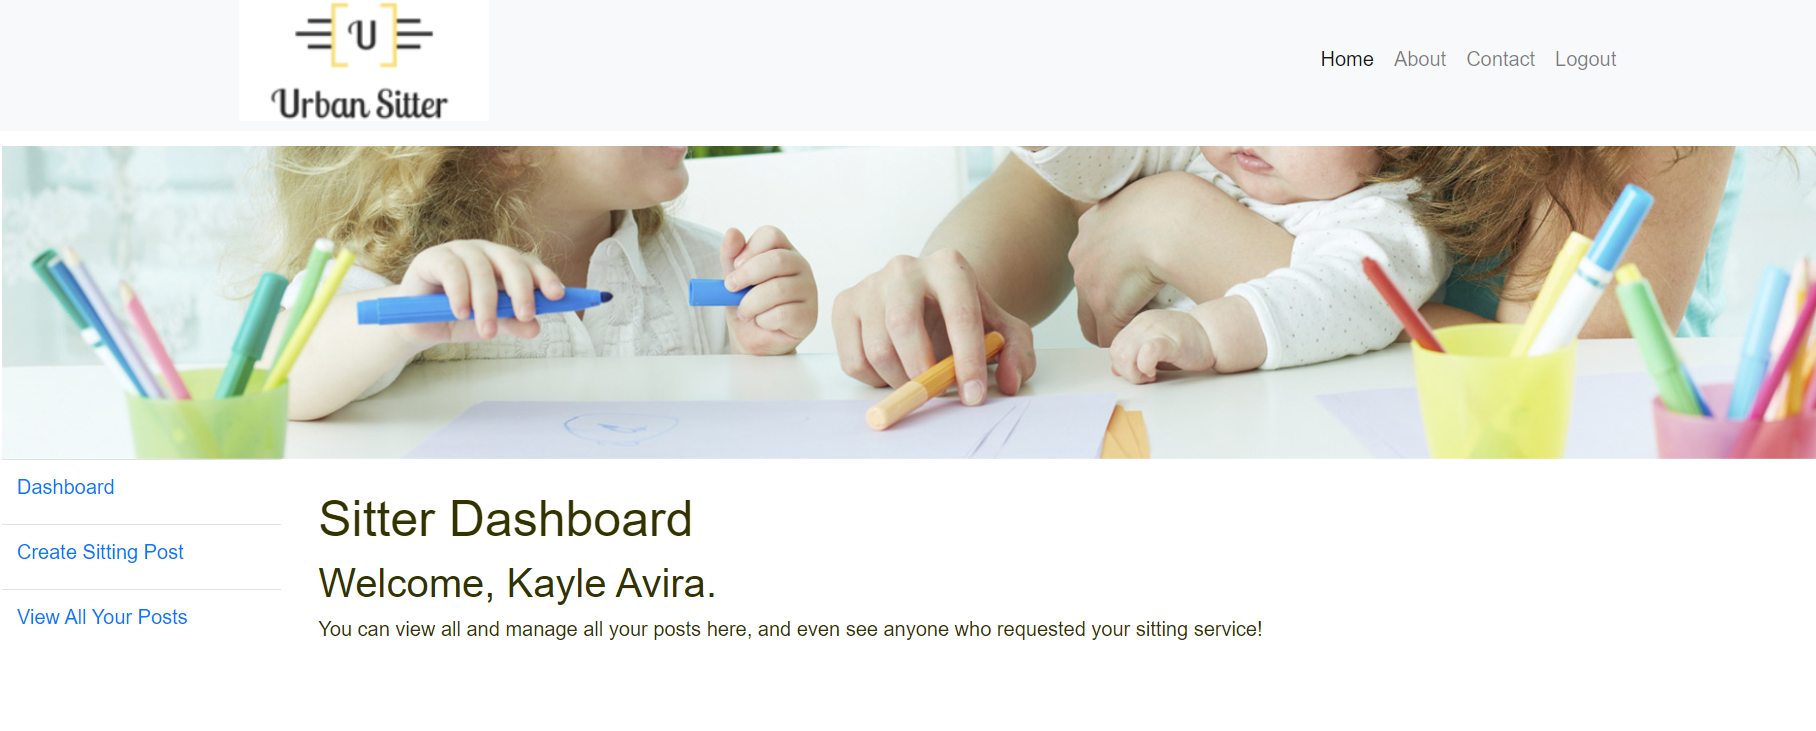 U
Urban Sitter
Home About Contact Logout
Dashboard
Create Sitting Post
View All Your Posts
Sitter Dashboard
Welcome, Kayle Avira.
You can view all and manage all your posts here, and even see anyone who requested your sitting service!